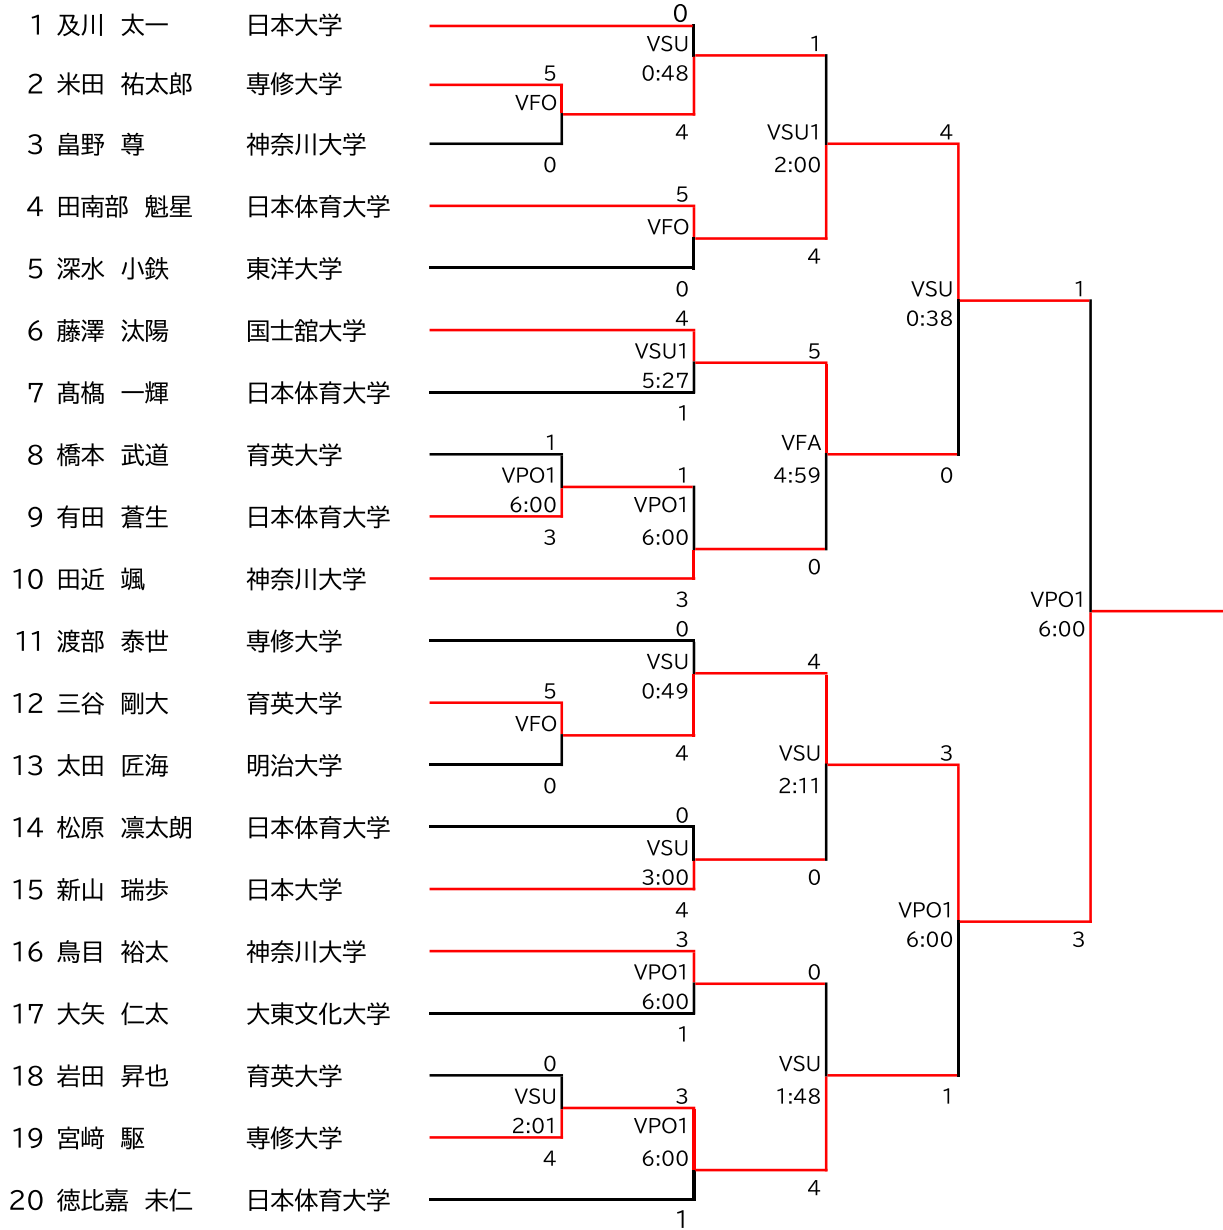 1 及川 太一 日本大学
2 米田 祐太郎 専修大学
3 畠野 尊 神奈川大学
4 田南部 魁星 日本体育大学
5 深水 小鉄 東洋大学
6 藤澤 汰陽 国士舘大学
7 髙橋 一輝 日本体育大学
8 橋本 武道 育英大学
9 有田 蒼生 日本体育大学
10 田近 颯 神奈川大学
11 渡部 泰世 専修大学
12 三谷 剛大 育英大学
13 太田 匠海 明治大学
14 松原 凛太朗 日本体育大学
15 新山 瑞歩 日本大学
16 鳥目 裕太 神奈川大学
17 大矢 仁太 大東文化大学
18 岩田 昇也 育英大学
19 宮﨑 駆 専修大学
20 徳比嘉 未仁 日本体育大学
5
VFO
0
1
VPO1
6:00
3
5
VFO
0
0
VSU
2:01
4
0
VSU
0:48
4
5
VFO
0
4
VSU1
5:27
1
1
VPO1
6:00
3
0
VSU
0:49
4
0
VSU
3:00
4
3
VPO1
6:00
1
3
VPO1
6:00
1
1
VSU1
2:00
4
5
VFA
4:59
0
4
VSU
2:11
0
0
VSU
1:48
4
4
VSU
0:38
0
3
VPO1
6:00
1
1
VPO1
6:00
3